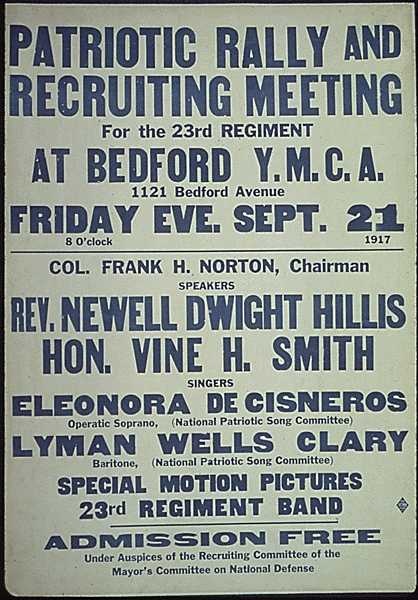 PATRIOTIC RALLY AND
RECRUITING MEETING
For the 23rd REGIMENT
AT BEDFORD Y.M.C.A.
1121 Bedford Avenue
FRIDAY EVE. SEPT. 21
8 O'clock 1917
COL. FRANK H. NORTON, Chairman
SPEAKERS
REV. NEWELL DWIGHT HILLIS
HON. VINE H. SMITH
SINGERS
ELEONORA DE CISNEROS
Operatic Soprano, (National Patriotic Song Committee)
LYMAN WELLS CLARY
Baritone, (National Patriotic Song Committee)
SPECIAL MOTION PICTURES
23rd REGIMENT BAND
ADMISSION FREE
Under Auspices of the Recruiting Committee of the
Mayor's Committee on National Defense